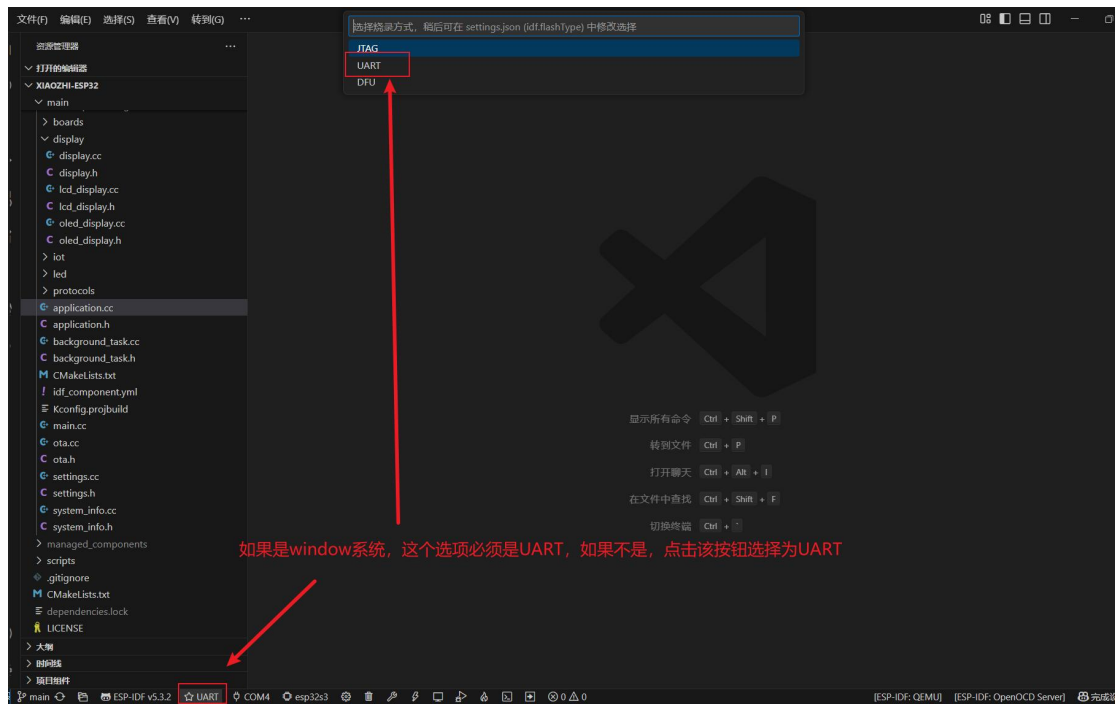 文件(F) 编辑(E) 选择(S) 查看(V) 转到(G) ···
选择烧录方式，稍后可在 settings.json (idf.flashType) 中修改选择
JTAG
UART
DFU
资源管理器 ···
打开的编辑器
XIAOZHI-ESP32
main
boards
display
display.cc
C display.h
lcd_display.cc
C lcd_display.h
oled_display.cc
C oled_display.h
iot
led
protocols
application.cc
C application.h
background_task.cc
C background_task.h
M CMakeLists.txt
! idf_component.yml
Kconfig.projbuild
main.cc
ota.cc
C ota.h
settings.cc
C settings.h
system_info.cc
C system_info.h
managed_components
scripts
.gitignore
M CMakeLists.txt
dependencies.lock
LICENSE
大纲
时间线
项目组件
显示所有命令 Ctrl + Shift + P
转到文件 Ctrl + P
打开聊天 Ctrl + Alt + I
在文件中查找 Ctrl + Shift + F
切换终端 Ctrl + `
如果是window系统，这个选项必须是UART，如果不是，点击该按钮选择为UART
main ESP-IDF v5.3.2 UART COM4 esp32s3 0 0 [ESP-IDF: QEMU] [ESP-IDF: OpenOCD Server]